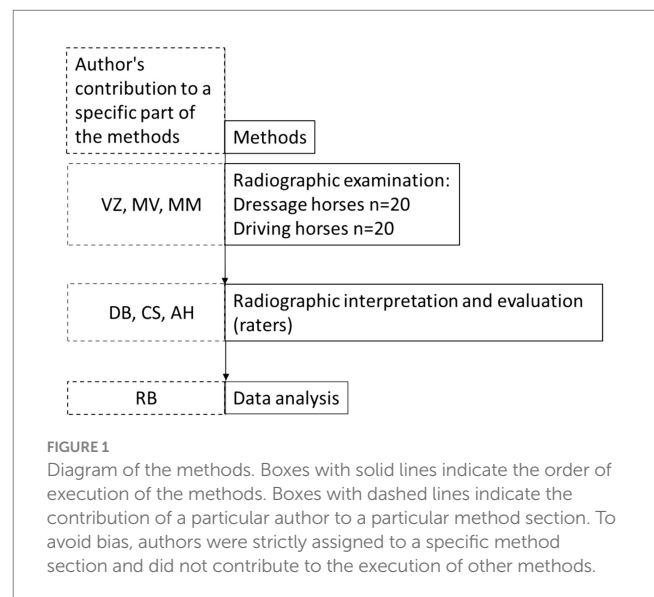 Author's
contribution to a
specific part of
the methods
Methods
VZ, MV, MM
Radiographic examination:
Dressage horses n=20
Driving horses n=20
DB, CS, AH
Radiographic interpretation and evaluation
(raters)
RB
Data analysis
FIGURE 1
Diagram of the methods. Boxes with solid lines indicate the order of
execution of the methods. Boxes with dashed lines indicate the
contribution of a particular author to a particular method section. To
avoid bias, authors were strictly assigned to a specific method
section and did not contribute to the execution of other methods.